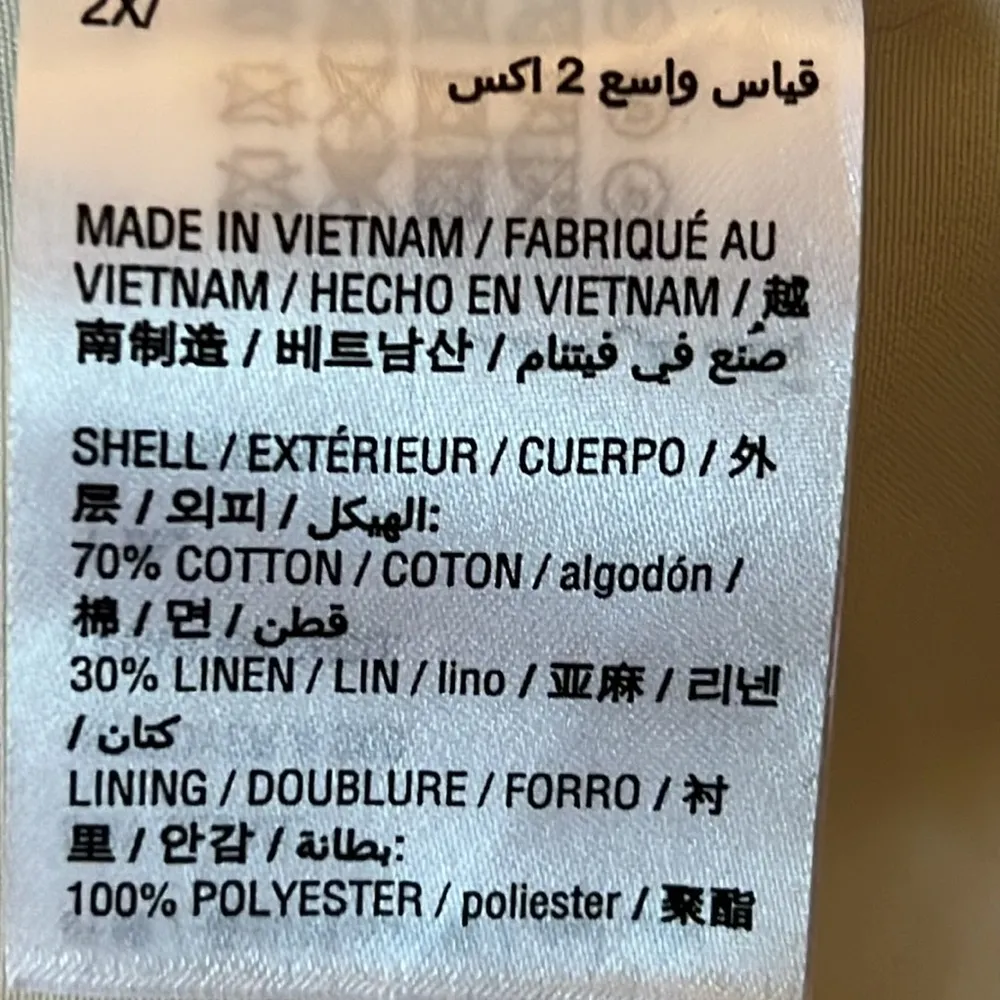 قياس واسع 2 اكس
MADE IN VIETNAM / FABRIQUÉ AU
VIETNAM / HECHO EN VIETNAM / 越
南制造 / 베트남산 / صُنع في فيتنام
SHELL / EXTÉRIEUR / CUERPO / 外
层 / 외피 / الهيكل:
70% COTTON / COTON / algodón /
棉 / 면 / قطن
30% LINEN / LIN / lino / 亚麻 / 리넨
/ كتان
LINING / DOUBLURE / FORRO / 衬
里 / 안감 / بطانة:
100% POLYESTER / poliester / 聚酯